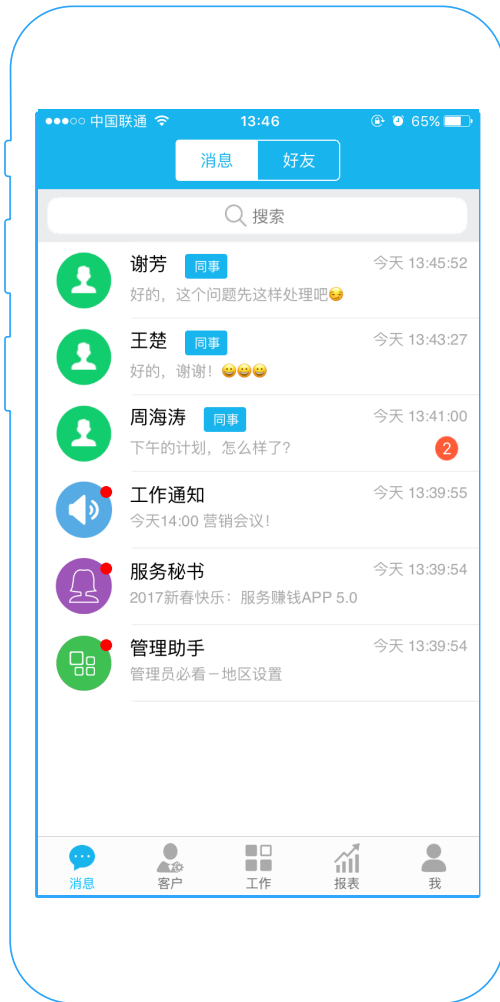 中国联通 13:46 65%
消息 好友
搜索
谢芳 同事 今天 13:45:52
好的，这个问题先这样处理吧😏
王楚 同事 今天 13:43:27
好的，谢谢！😀😀😀
周海涛 同事 今天 13:41:00
下午的计划，怎么样了? 2
工作通知 今天 13:39:55
今天14:00 营销会议！
服务秘书 今天 13:39:54
2017新春快乐：服务赚钱APP 5.0
管理助手 今天 13:39:54
管理员必看－地区设置
消息 客户 工作 报表 我